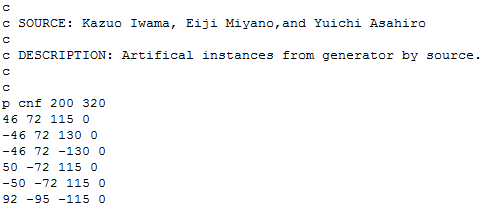 c
c SOURCE: Kazuo Iwama, Eiji Miyano,and Yuichi Asahiro
c
c DESCRIPTION: Artifical instances from generator by source.
c
c
p cnf 200 320
46 72 115 0
-46 72 130 0
-46 72 -130 0
50 -72 115 0
-50 -72 115 0
92 -95 -115 0